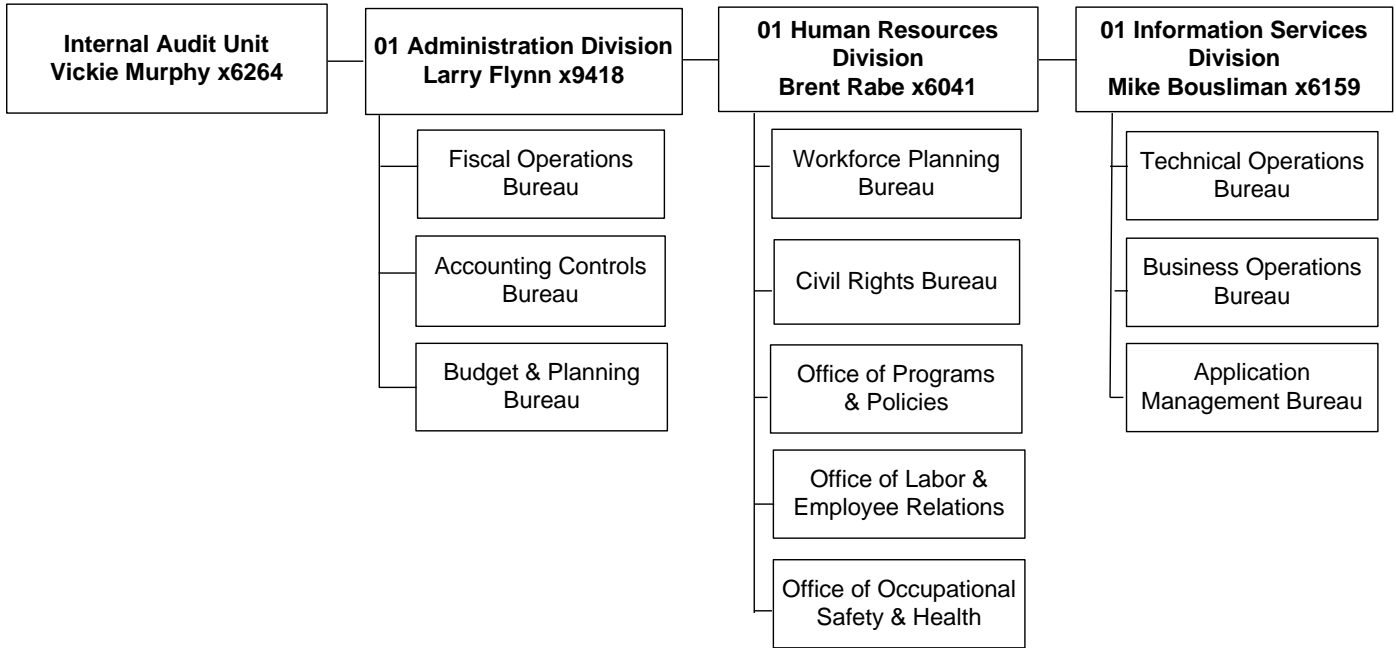 Internal Audit Unit
Vickie Murphy x6264
01 Administration Division
Larry Flynn x9418
Fiscal Operations
Bureau
Accounting Controls
Bureau
Budget & Planning
Bureau
01 Human Resources
Division
Brent Rabe x6041
Workforce Planning
Bureau
Civil Rights Bureau
Office of Programs
& Policies
Office of Labor &
Employee Relations
Office of Occupational
Safety & Health
01 Information Services
Division
Mike Bousliman x6159
Technical Operations
Bureau
Business Operations
Bureau
Application
Management Bureau